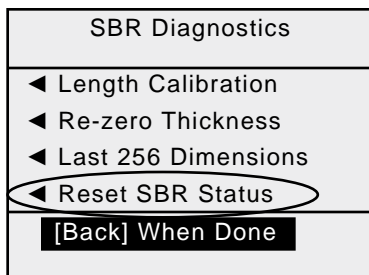 SBR Diagnostics
◄ Length Calibration
◄ Re-zero Thickness
◄ Last 256 Dimensions
◄ Reset SBR Status
[Back] When Done